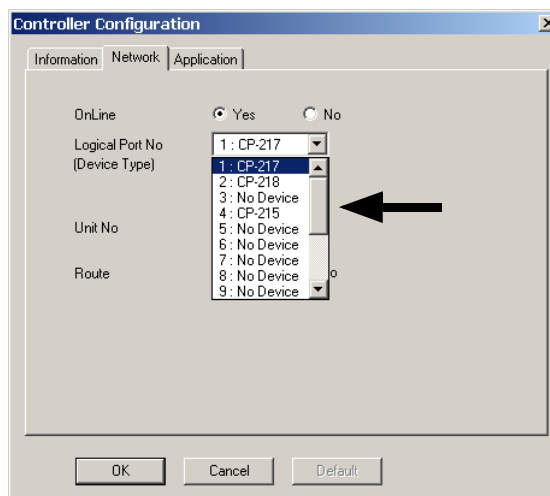 Controller Configuration
Information Network Application
OnLine Yes No
Logical Port No 1 : CP-217
(Device Type)
1 : CP-217
2 : CP-218
3 : No Device
4 : CP-215
5 : No Device
Unit No
6 : No Device
7 : No Device
Route
8 : No Device o
9 : No Device
OK Cancel Default